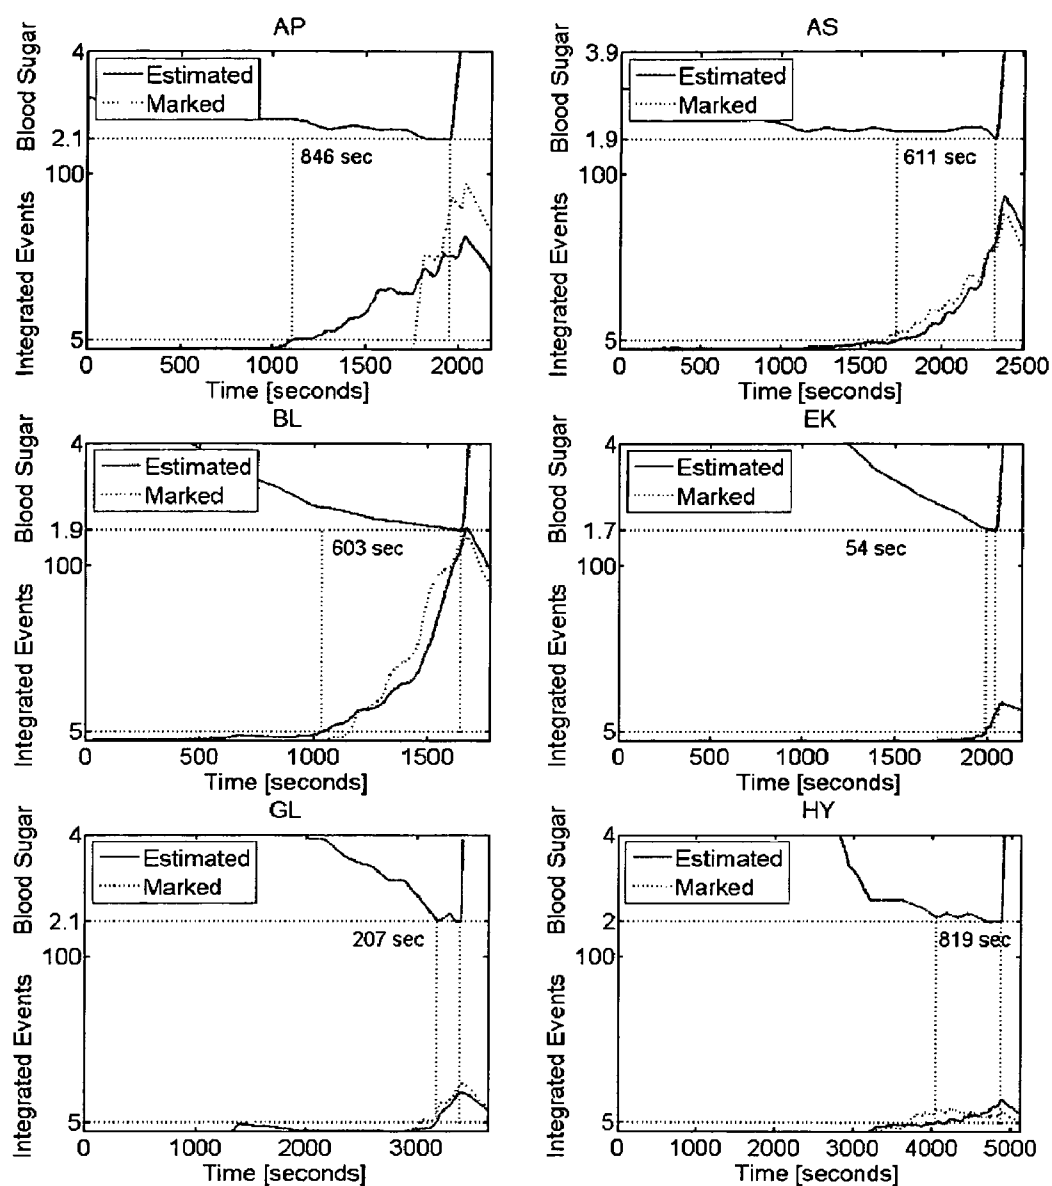 AP
Blood Sugar
4
2.1
Estimated
Marked
846 sec
Integrated Events
100
5
0 500 1000 1500 2000
Time [seconds]
AS
Blood Sugar
3.9
1.9
Estimated
Marked
611 sec
Integrated Events
100
5
0 500 1000 1500 2000 2500
Time [seconds]
BL
Blood Sugar
4
1.9
Estimated
Marked
603 sec
Integrated Events
100
5
0 500 1000 1500
Time [seconds]
EK
Blood Sugar
4
1.7
Estimated
Marked
54 sec
Integrated Events
100
5
0 500 1000 1500 2000
Time [seconds]
GL
Blood Sugar
4
2.1
Estimated
Marked
207 sec
Integrated Events
100
5
0 1000 2000 3000
Time [seconds]
HY
Blood Sugar
4
2
Estimated
Marked
819 sec
Integrated Events
100
5
0 1000 2000 3000 4000 5000
Time [seconds]